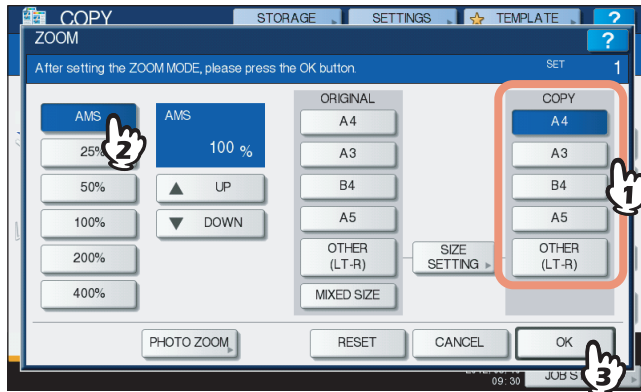 COPY
STORAGE
SETTINGS
TEMPLATE
?
ZOOM
?
After setting the ZOOM MODE, please press the OK button.
SET 1
AMS
25%
50%
100%
200%
400%
2
AMS
100 %
UP
DOWN
ORIGINAL
A4
A3
B4
A5
OTHER
(LT-R)
MIXED SIZE
SIZE
SETTING
COPY
A4
A3
B4
A5
OTHER
(LT-R)
1
PHOTO ZOOM
RESET
CANCEL
OK
3
09:30
JOB S